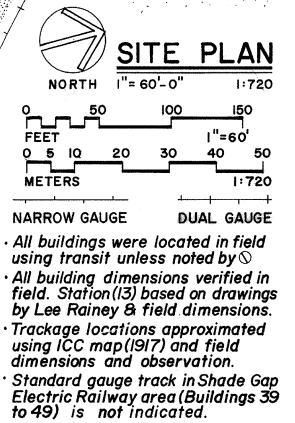 SITE PLAN
NORTH 1"=60'-0" 1:720
0 50 100 150
FEET 1"=60'
0 5 10 20 30 40 50
METERS 1:720
NARROW GAUGE DUAL GAUGE
· All buildings were located in field
using transit unless noted by
· All building dimensions verified in
field. Station (13) based on drawings
by Lee Rainey & field dimensions.
· Trackage locations approximated
using ICC map (1917) and field
dimensions and observation.
· Standard gauge track in Shade Gap
Electric Railway area (Buildings 39
to 49) is not indicated.